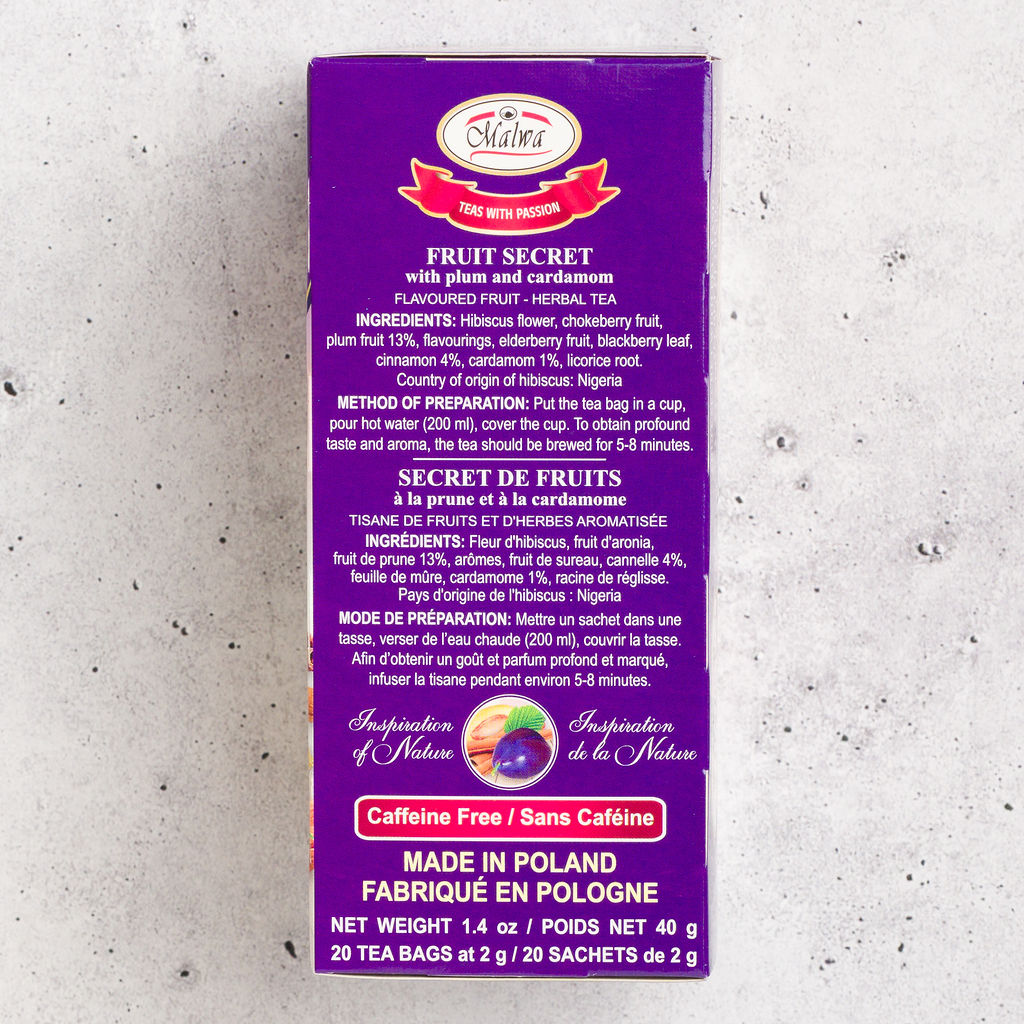 Malwa
TEAS WITH PASSION
FRUIT SECRET
with plum and cardamom
FLAVOURED FRUIT - HERBAL TEA
INGREDIENTS: Hibiscus flower, chokeberry fruit,
plum fruit 13%, flavourings, elderberry fruit, blackberry leaf,
cinnamon 4%, cardamom 1%, licorice root.
Country of origin of hibiscus: Nigeria
METHOD OF PREPARATION: Put the tea bag in a cup,
pour hot water (200 ml), cover the cup. To obtain profound
taste and aroma, the tea should be brewed for 5-8 minutes.
SECRET DE FRUITS
à la prune et à la cardamome
TISANE DE FRUITS ET D'HERBES AROMATISÉE
INGRÉDIENTS: Fleur d'hibiscus, fruit d'aronia,
fruit de prune 13%, arômes, fruit de sureau, cannelle 4%,
feuille de mûre, cardamome 1%, racine de réglisse.
Pays d'origine de l'hibiscus : Nigeria
MODE DE PRÉPARATION: Mettre un sachet dans une
tasse, verser de l'eau chaude (200 ml), couvrir la tasse.
Afin d'obtenir un goût et parfum profond et marqué,
infuser la tisane pendant environ 5-8 minutes.
Inspiration
of Nature
Inspiration
de la Nature
Caffeine Free / Sans Caféine
MADE IN POLAND
FABRIQUÉ EN POLOGNE
NET WEIGHT 1.4 oz / POIDS NET 40 g
20 TEA BAGS at 2 g / 20 SACHETS de 2 g